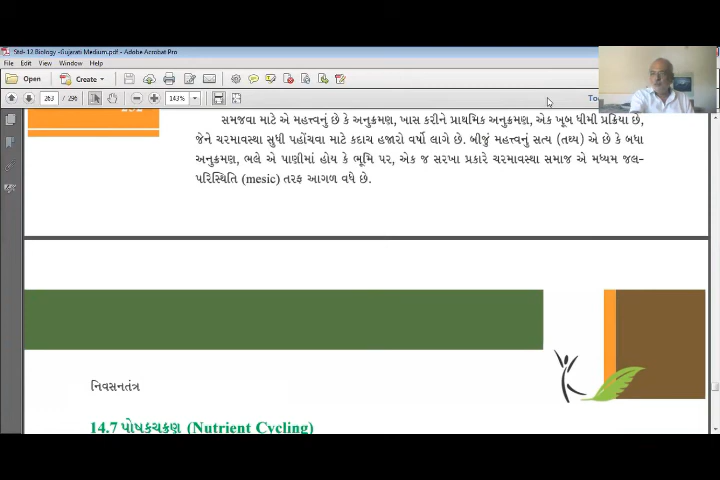 Std- 12 Biology -Gujarati Medium.pdf - Adobe Acrobat Pro
File Edit View Window Help
Open Create
263 / 296 143%
સમજવા માટે એ મહત્ત્વનું છે કે અનુક્રમણ, ખાસ કરીને પ્રાથમિક અનુક્રમણ, એક ખૂબ ધીમી પ્રક્રિયા છે,
જેને ચરમાવસ્થા સુધી પહોંચવા માટે કદાચ હજારો વર્ષો લાગે છે. બીજું મહત્ત્વનું સત્ય (તથ્ય) એ છે કે બધા
અનુક્રમણ, ભલે એ પાણીમાં હોય કે ભૂમિ પર, એક જ સરખા પ્રકારે ચરમાવસ્થા સમાજ એ મધ્યમ જલ-
પરિસ્થિતિ (mesic) તરફ આગળ વધે છે.
નિવસનતંત્ર
14.7 પોષકચક્રણ (Nutrient Cycling)